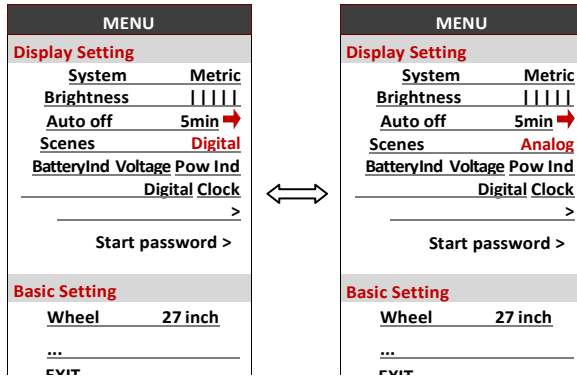 MENU
Display Setting
System Metric
Brightness | | | | |
Auto off 5min
Scenes Digital
BatteryInd Voltage Pow Ind
Digital Clock
>
Start password >
Basic Setting
Wheel 27 inch
...
EXIT
MENU
Display Setting
System Metric
Brightness | | | | |
Auto off 5min
Scenes Analog
BatteryInd Voltage Pow Ind
Digital Clock
>
Start password >
Basic Setting
Wheel 27 inch
...
EXIT